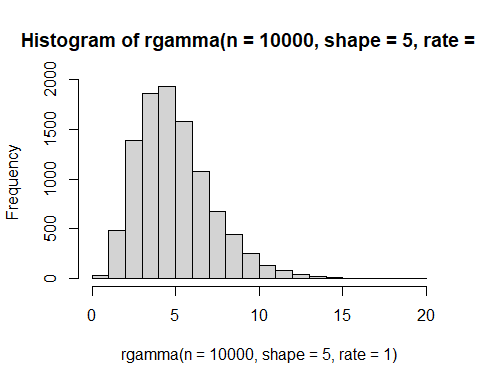 Histogram of rgamma(n = 10000, shape = 5, rate =
Frequency
2000
1500
1000
500
0
0 5 10 15 20
rgamma(n = 10000, shape = 5, rate = 1)